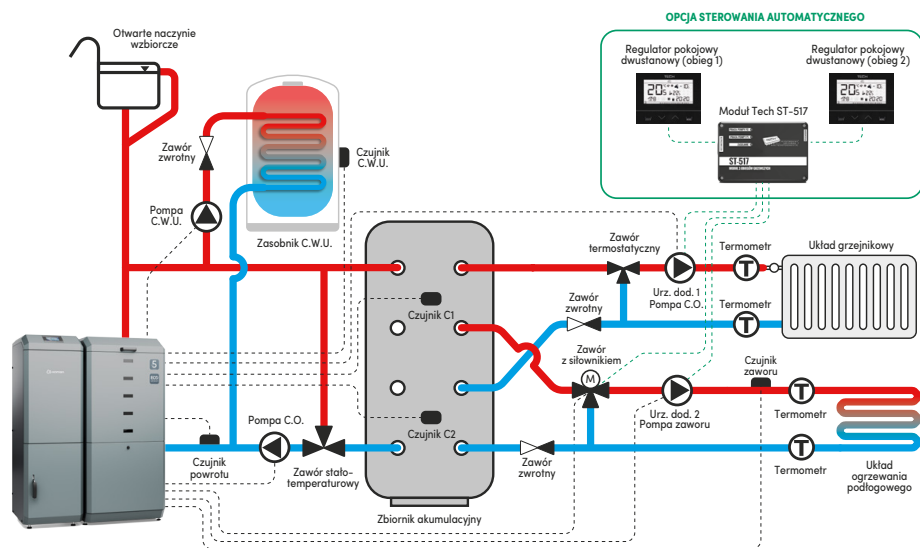 OPCJA STEROWANIA AUTOMATYCZNEGO
Otwarte naczynie
wzbiorcze
Regulator pokojowy
dwustanowy (obieg 1)
Regulator pokojowy
dwustanowy (obieg 2)
Moduł Tech ST-517
ST-517
Zawór
zwrotny
Czujnik
C.W.U.
Pompa
C.W.U.
Zasobnik C.W.U.
Zawór
termostatyczny
Termometr
T
Układ grzejnikowy
Urz. dod. 1
Pompa C.O.
Czujnik C1
Zawór
zwrotny
Termometr
T
Zawór
z siłownikiem
M
Czujnik
zaworu
T
Termometr
Urz. dod. 2
Pompa zaworu
Czujnik C2
Pompa C.O.
Czujnik
powrotu
Zawór stało-
temperaturowy
Zawór
zwrotny
T
Termometr
Układ
ogrzewania
podłogowego
Zbiornik akumulacyjny